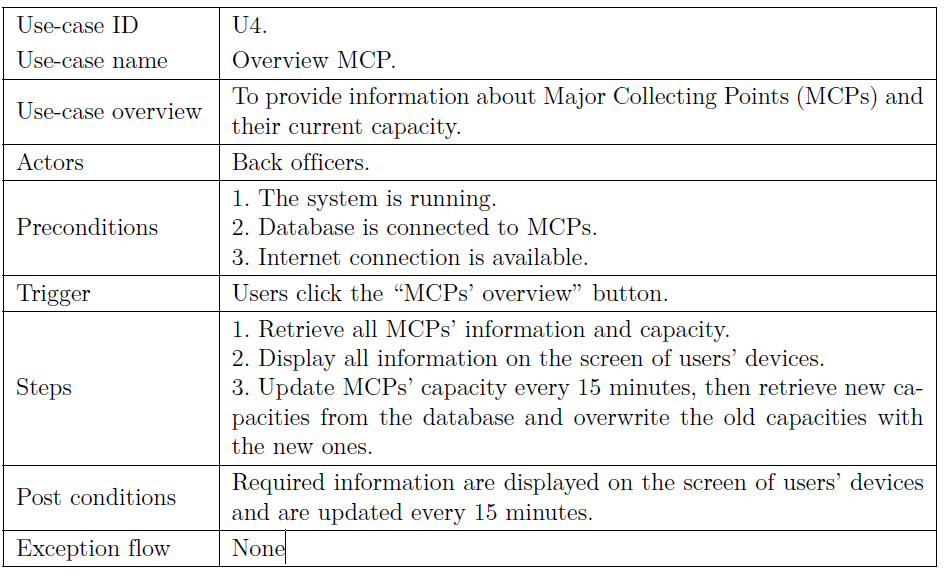 Use-case ID U4.
Use-case name Overview MCP.
Use-case overview
To provide information about Major Collecting Points (MCPs) and
their current capacity.
Actors Back officers.
Preconditions
1. The system is running.
2. Database is connected to MCPs.
3. Internet connection is available.
Trigger Users click the “MCPs’ overview” button.
Steps
1. Retrieve all MCPs’ information and capacity.
2. Display all information on the screen of users’ devices.
3. Update MCPs’ capacity every 15 minutes, then retrieve new ca-
pacities from the database and overwrite the old capacities with
the new ones.
Post conditions
Required information are displayed on the screen of users’ devices
and are updated every 15 minutes.
Exception flow None